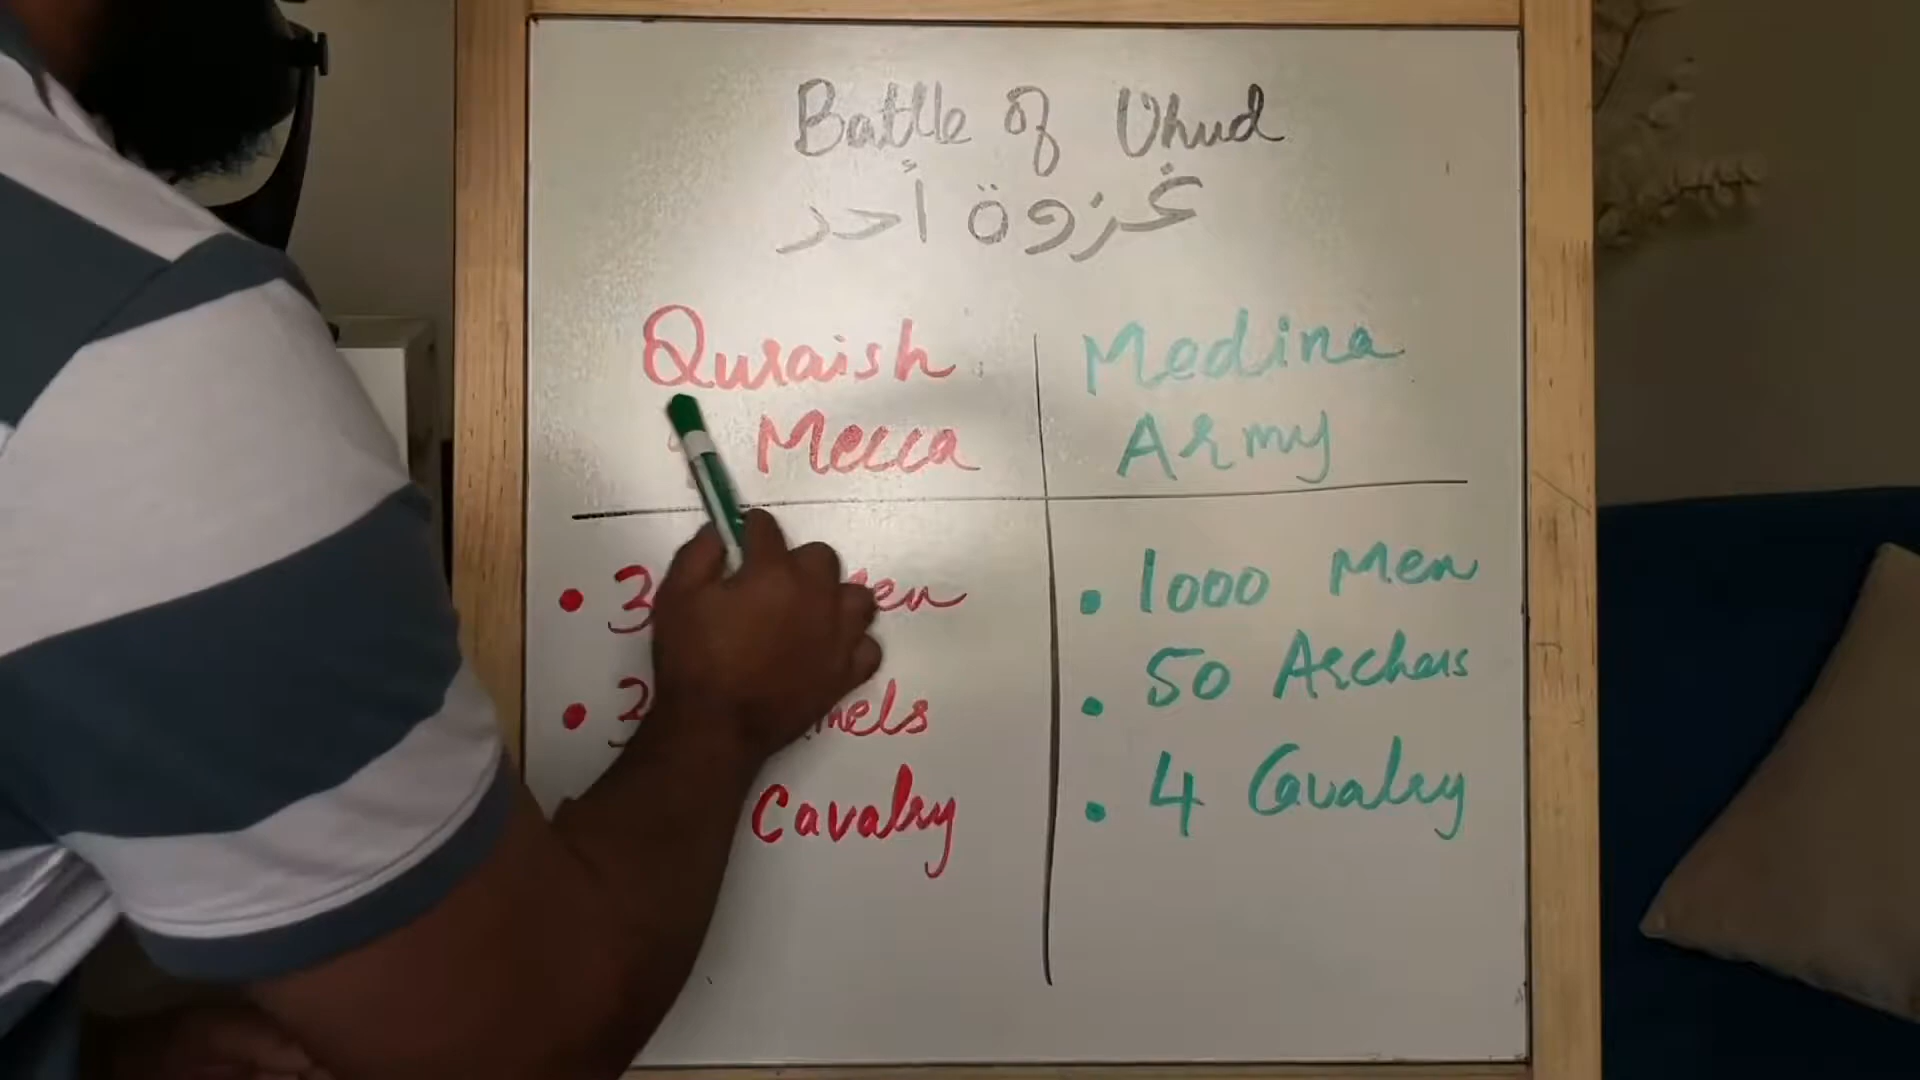 Battle of Uhud
غزوة أحد
Quraish
Mecca
Medina
Army
Cavalry
• 1000 Men
• 50 Archers
• 4 Cavalry